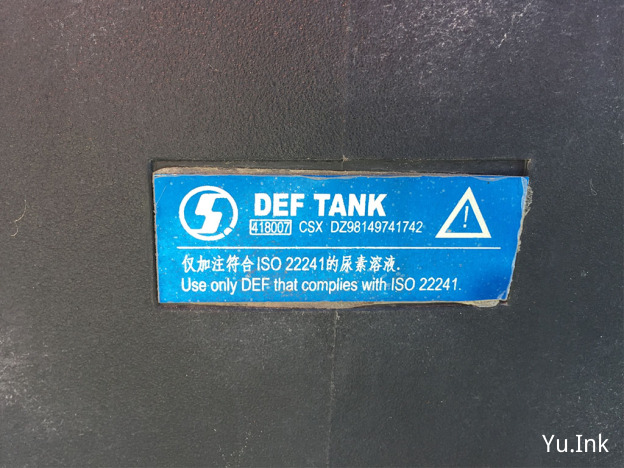 DEF TANK
418007 CSX DZ98149741742
仅加注符合ISO 22241的尿素溶液.
Use only DEF that complies with ISO 22241.
Yu.Ink